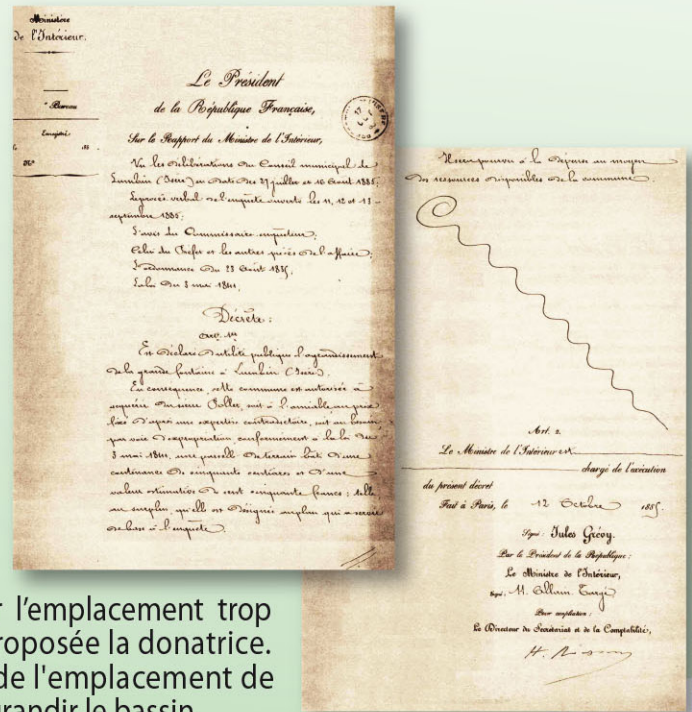 Ministère
de l'Intérieur.
Bureau
Enregistré :
N°
Le Président
de la République Française,
Sur le Rapport du Ministre de l'Intérieur,
Vu les délibérations du Conseil municipal de
Lumbin (Isère) en date des 27 juillet et 16 Août 1885;
Le procès verbal de l'enquête ouverte les 11, 12 et 13
septembre 1885;
L'avis du Commissaire enquêteur;
Celui du Préfet et les autres pièces de l'affaire;
L'ordonnance du 23 Août 1835;
La loi du 3 mai 1841;
Décrète :
Art. 1er
Est déclaré d'utilité publique l'agrandissement
de la grande fontaine à Lumbin (Isère).
En conséquence, cette commune est autorisée à
acquérir du sieur Collet, soit à l'amiable au prix
fixé d'après une expertise contradictoire, soit au besoin
par voie d'expropriation, conformément à la loi du
3 mai 1841, une parcelle de terrain bâti d'une
contenance de cinquante centiares et d'une
valeur estimative de cent cinquante francs; telle,
au surplus, qu'elle est désignée au plan qui a servi
de base à l'enquête.
Il sera pourvu à la dépense au moyen
des ressources disponibles de la commune.
Art. 2.
Le Ministre de l'Intérieur est
chargé de l'exécution
du présent décret
Fait à Paris, le 12 Octobre 1885.
Signé : Jules Grévy.
Par le Président de la République :
Le Ministre de l'Intérieur,
Signé : H. Allain Targé
Pour ampliation :
Le Directeur du Secrétariat et de la Comptabilité,
r l'emplacement trop
roposée la donatrice.
de l'emplacement de
grandir le bassin